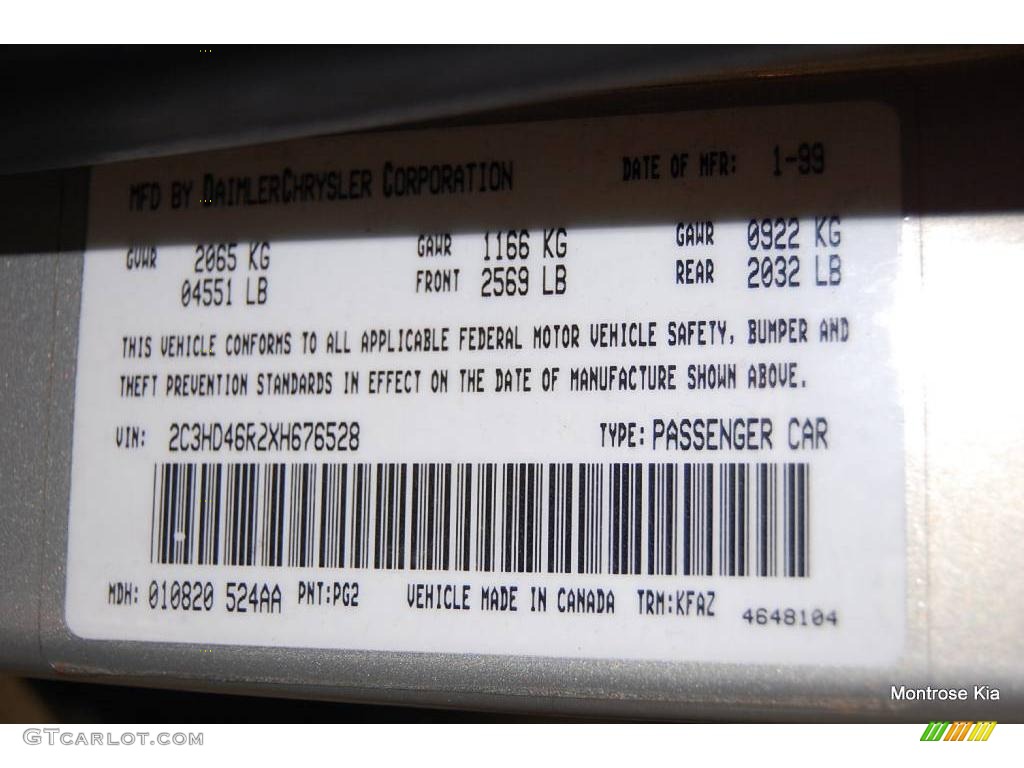 MFD BY DAIMLERCHRYSLER CORPORATION DATE OF MFR: 1-99
GVWR 2065 KG GAWR 1166 KG GAWR 0922 KG
04551 LB FRONT 2569 LB REAR 2032 LB
THIS VEHICLE CONFORMS TO ALL APPLICABLE FEDERAL MOTOR VEHICLE SAFETY, BUMPER AND
THEFT PREVENTION STANDARDS IN EFFECT ON THE DATE OF MANUFACTURE SHOWN ABOVE.
VIN: 2C3HD46R2XH676528 TYPE: PASSENGER CAR
MDH: 010820 524AA PNT:PG2 VEHICLE MADE IN CANADA TRM:KFAZ 4648104
Montrose Kia
GTcarlot.com